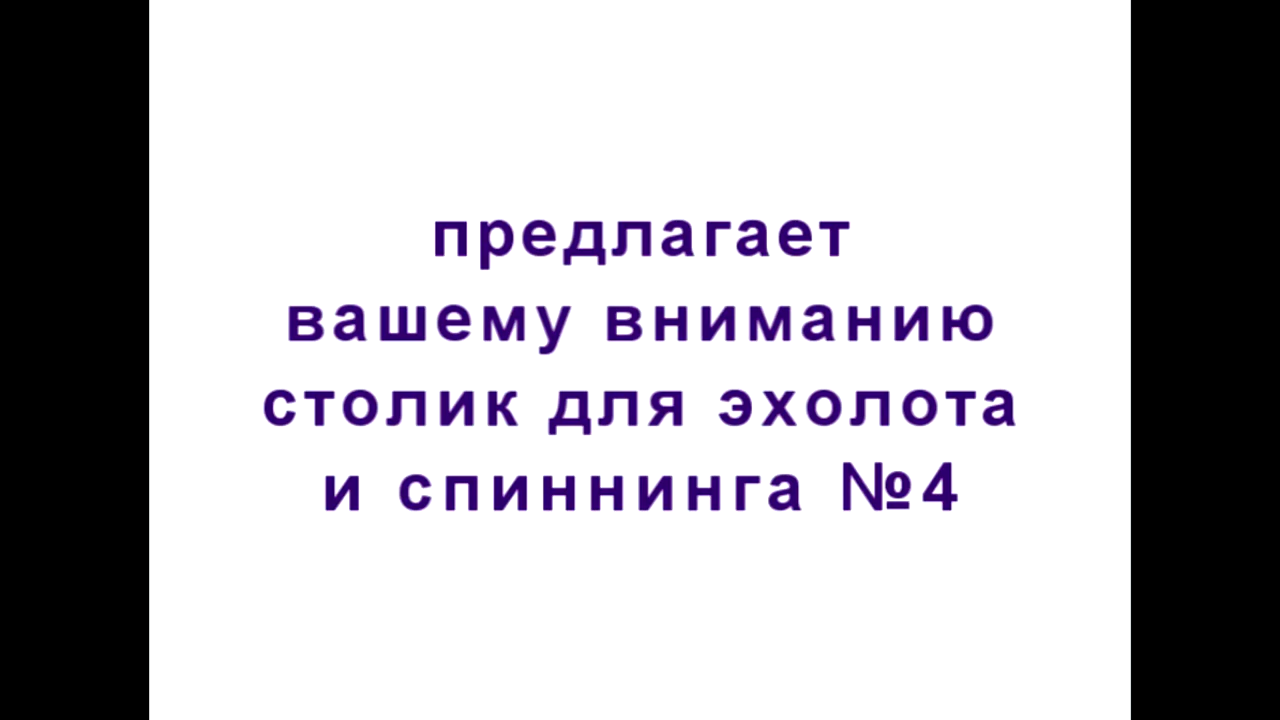 предлагает
вашему вниманию
столик для эхолота
и спиннинга №4